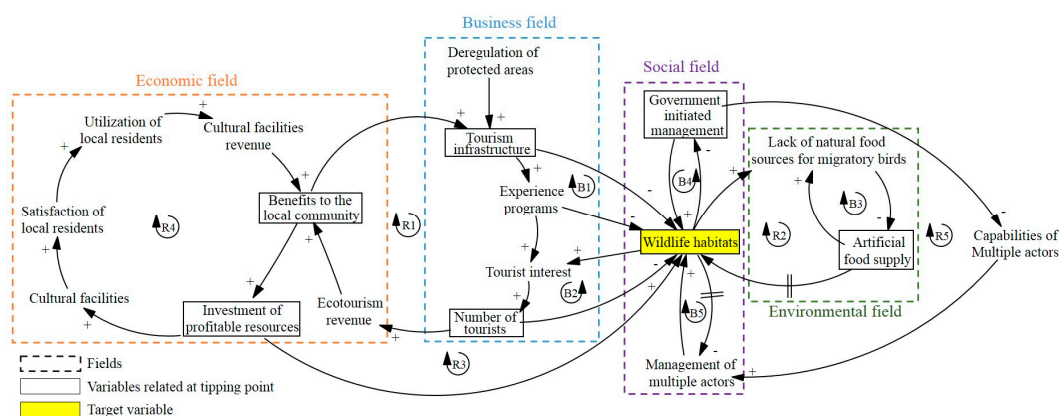 Business field
Deregulation of
protected areas
Social field
Economic field
Government
initiated
management
+
Utilization of
local residents
Cultural facilities
revenue
+
+
+
Tourism
infrastructure
-
Lack of natural food
sources for migratory birds
+
+
+
+
Experience
programs
B1
-
B4
+
B3
-
Benefits to the
local community
Satisfaction of
local residents
R4
R1
-
+
R2
Artificial
food supply
R5
-
Capabilities of
Multiple actors
Wildlife habitats
+
+
+
Tourist interest
+
-
+
+
Cultural facilities
Investment of
profitable resources
Ecotourism
revenue
B2
+
Number of
tourists
+
B5
Environmental field
+
+
R3
-
Management of
multiple actors
+
Fields
Variables related at tipping point
Target variable